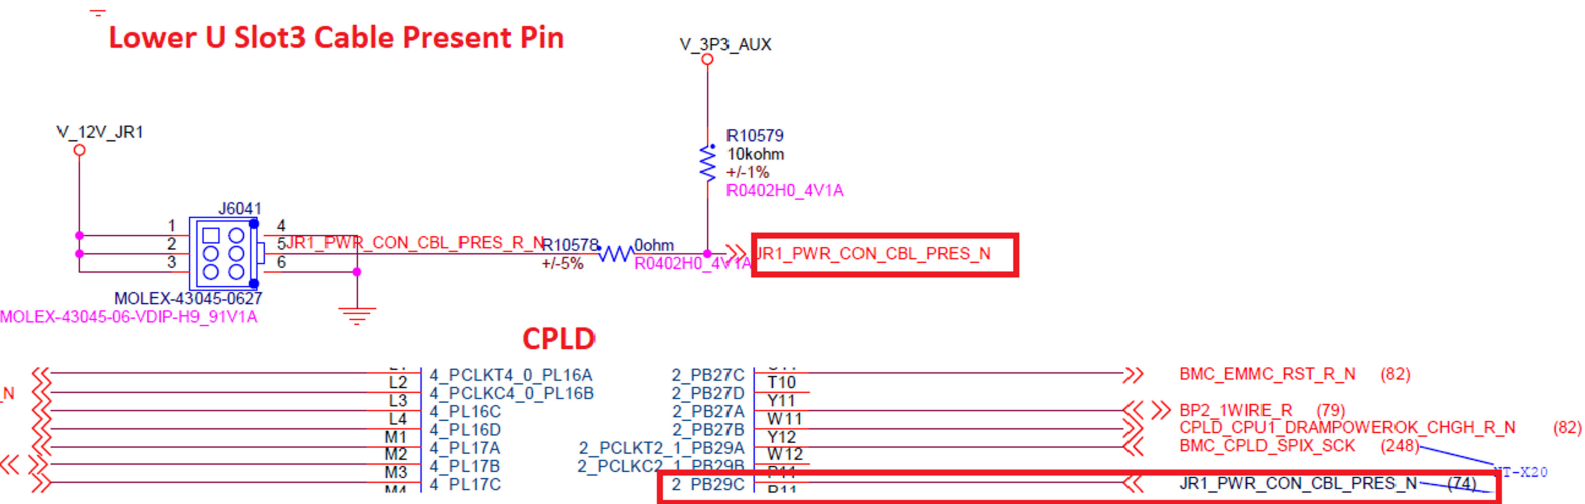 Lower U Slot3 Cable Present Pin
V_3P3_AUX
V_12V_JR1
R10579
10kohm
+/-1%
R0402H0_4V1A
J6041
1
2
3
4
5
6
JR1_PWR_CON_CBL_PRES_R_N
R10578
+/-5%
0ohm
R0402H0_4V1A
JR1_PWR_CON_CBL_PRES_N
MOLEX-43045-0627
MOLEX-43045-06-VDIP-H9_91V1A
CPLD
4_PCLKT4_0_PL16A
2_PB27C
BMC_EMMC_RST_R_N (82)
L2
T10
_N
4_PCLKC4_0_PL16B
2_PB27D
L3
Y11
4_PL16C
2_PB27A
BP2_1WIRE_R (79)
L4
W11
4_PL16D
2_PB27B
CPLD_CPU1_DRAMPOWEROK_CHGH_R_N (82)
M1
Y12
4_PL17A
2_PCLKT2_1_PB29A
BMC_CPLD_SPIX_SCK (248)
M2
W12
4_PL17B
2_PCLKC2_1_PB29B
M3
4_PL17C
2_PB29C
JR1_PWR_CON_CBL_PRES_N (74)